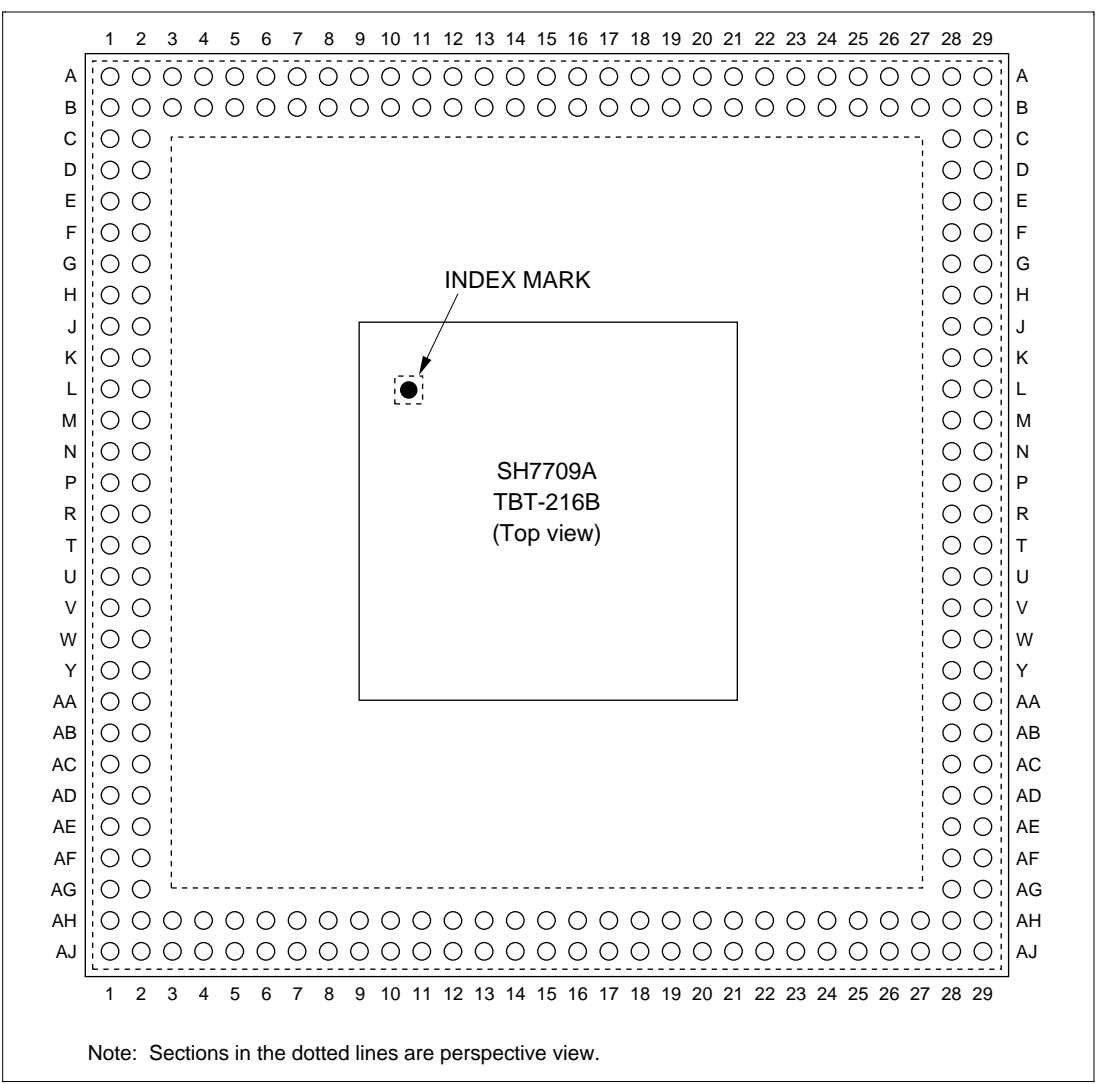 1 2 3 4 5 6 7 8 9 10 11 12 13 14 15 16 17 18 19 20 21 22 23 24 25 26 27 28 29
A A
B B
C C
D D
E E
F F
G G
INDEX MARK
H H
J J
K K
L L
M M
N N
SH7709A
P P
TBT-216B
R R
(Top view)
T T
U U
V V
W W
Y Y
AA AA
AB AB
AC AC
AD AD
AE AE
AF AF
AG AG
AH AH
AJ AJ
1 2 3 4 5 6 7 8 9 10 11 12 13 14 15 16 17 18 19 20 21 22 23 24 25 26 27 28 29
Note: Sections in the dotted lines are perspective view.